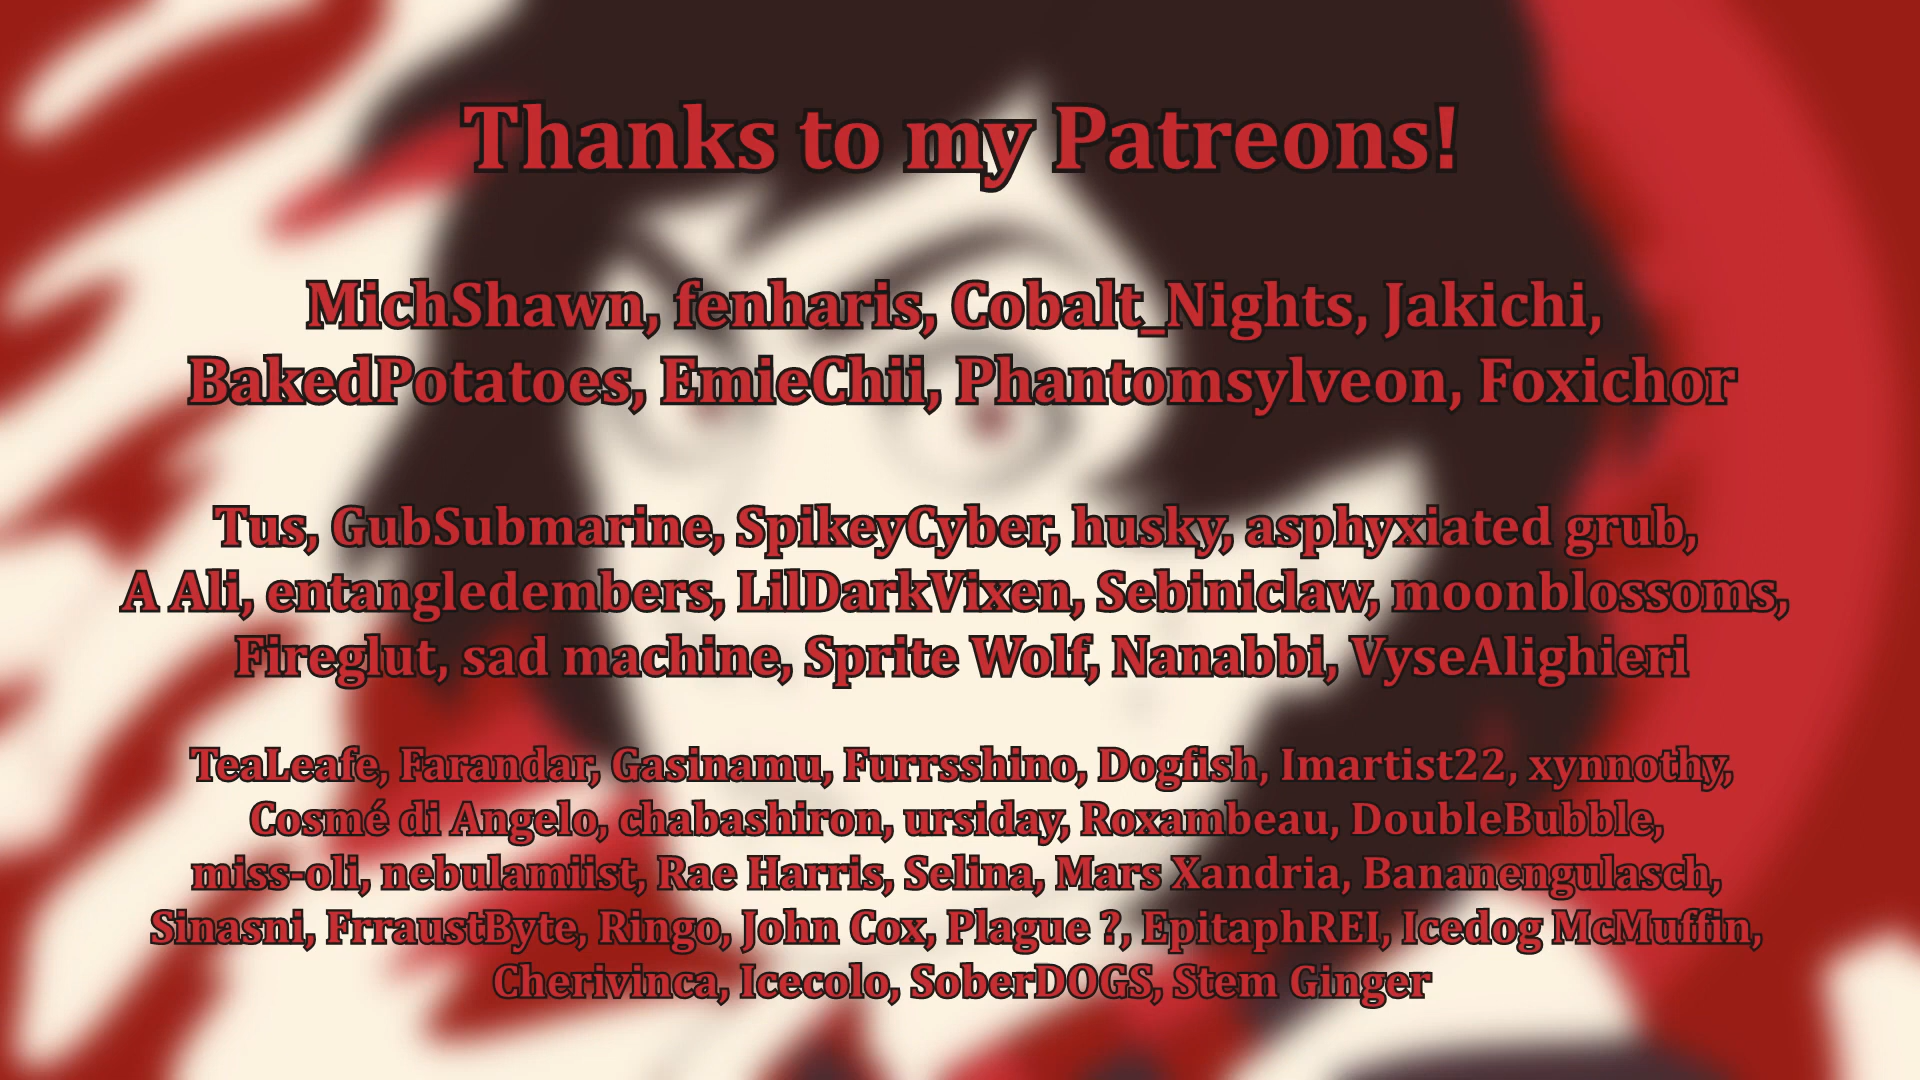 Thanks to my Patreons!
MichShawn, fenharis, Cobalt_Nights, Jakichi,
BakedPotatoes, EmieChii, Phantomsylveon, Foxichor
Tus, GubSubmarine, SpikeyCyber, husky, asphyxiated grub,
A Ali, entangledembers, LilDarkVixen, Sebiniclaw, moonblossoms,
Fireglut, sad machine, Sprite Wolf, Nanabbi, VyseAlighieri
TeaLeafe, Farandar, Gasinamu, Furrsshino, Dogfish, Imartist22, xynnothy,
Cosmé di Angelo, chabashiron, ursiday, Roxambeau, DoubleBubble,
miss-oli, nebulamiist, Rae Harris, Selina, Mars Xandria, Bananengulasch,
Sinasni, FrraustByte, Ringo, John Cox, Plague ?, EpitaphREI, Icedog McMuffin,
Cherivinca, Icecolo, SoberDOGS, Stem Ginger